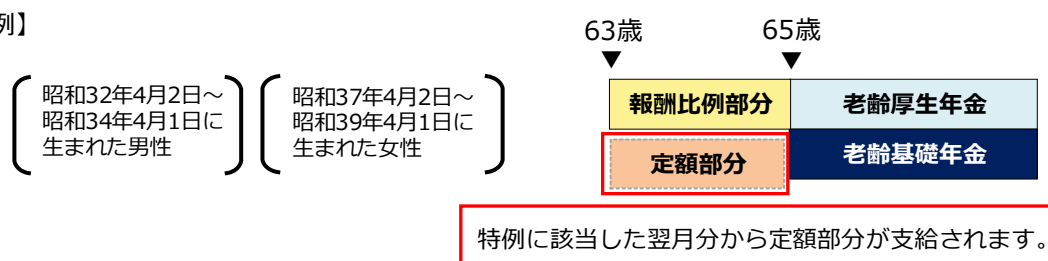 例】
63歳
65歳
▼
▼
昭和32年4月2日～
昭和34年4月1日に
生まれた男性
昭和37年4月2日～
昭和39年4月1日に
生まれた女性
報酬比例部分
老齢厚生年金
定額部分
老齢基礎年金
特例に該当した翌月分から定額部分が支給されます。